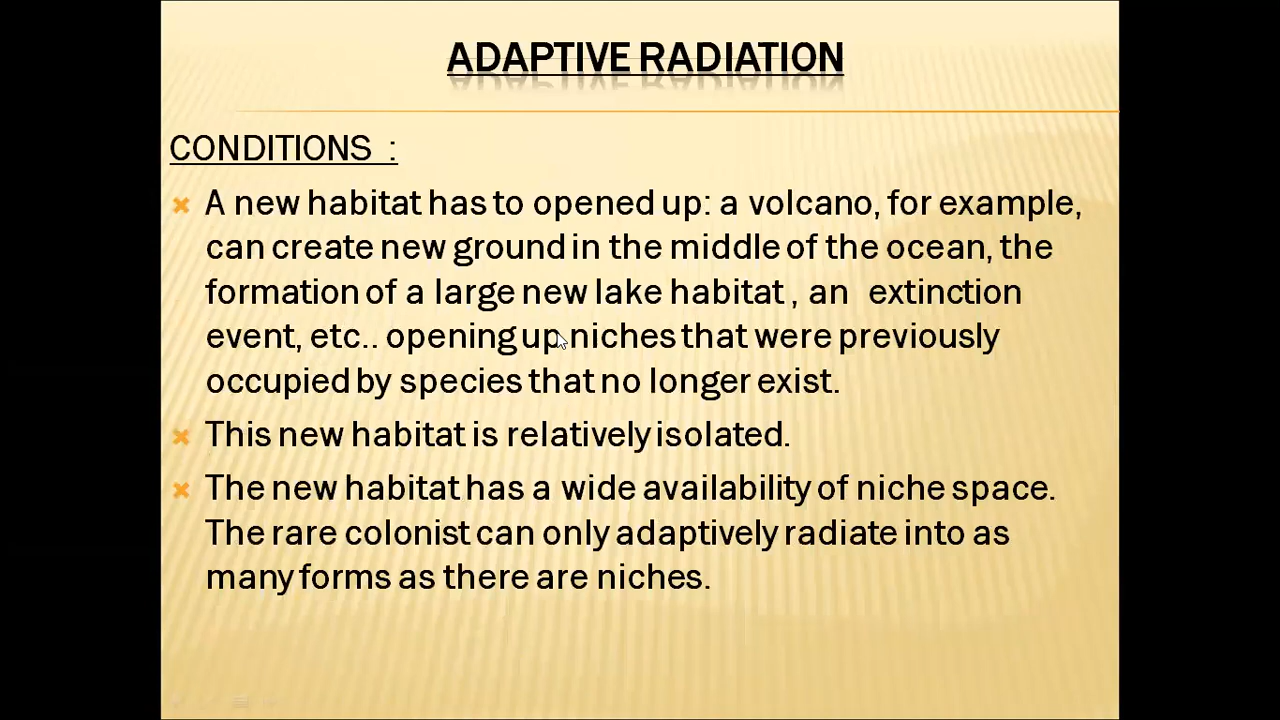 ADAPTIVE RADIATION
CONDITIONS :
A new habitat has to opened up: a volcano, for example,
can create new ground in the middle of the ocean, the
formation of a large new lake habitat , an extinction
event, etc.. opening up niches that were previously
occupied by species that no longer exist.
This new habitat is relatively isolated.
The new habitat has a wide availability of niche space.
The rare colonist can only adaptively radiate into as
many forms as there are niches.